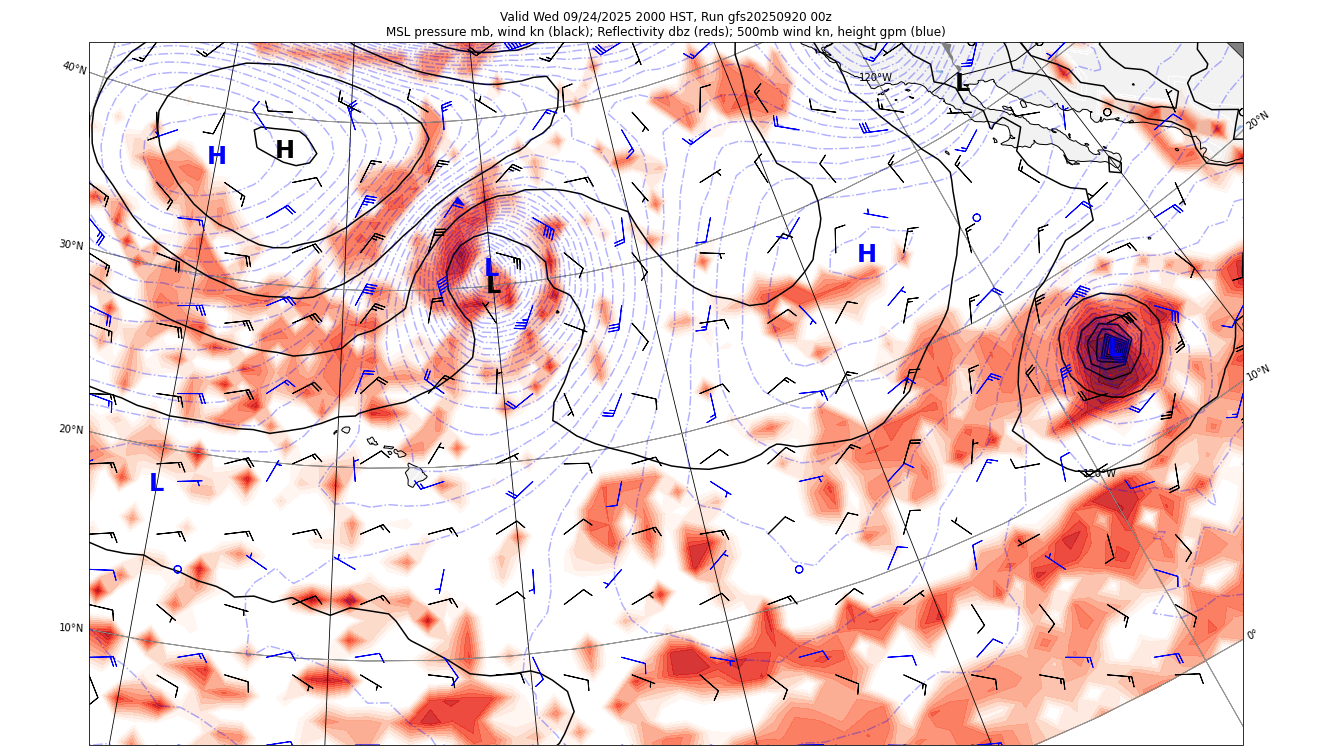 Valid Wed 09/24/2025 2000 HST, Run gfs20250920 00z
MSL pressure mb, wind kn (black); Reflectivity dbz (reds); 500mb wind kn, height gpm (blue)
40°N
120°W
L
20°N
H
H
30°N
H
L
L
L
10°N
20°N
L
120°W
10°N
0°